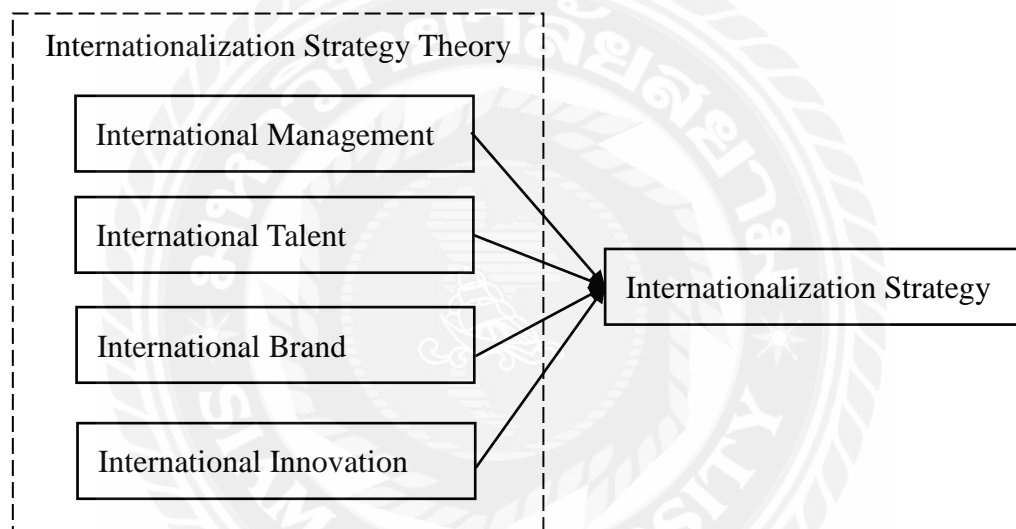 Internationalization Strategy Theory
International Management
International Talent
International Brand
International Innovation
Internationalization Strategy